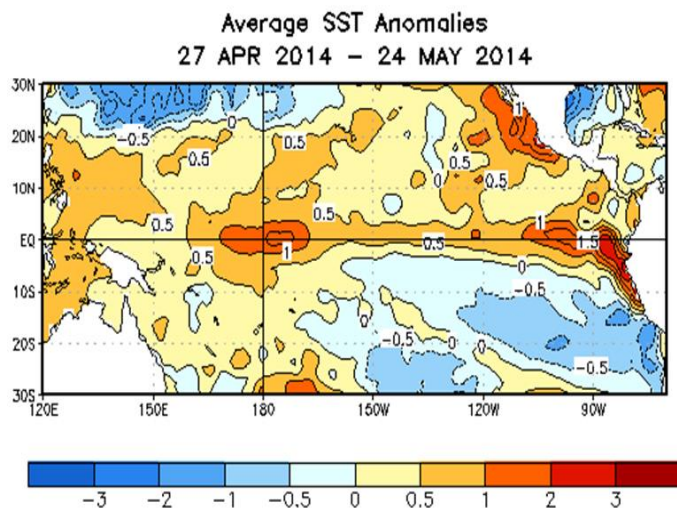 Average SST Anomalies
27 APR 2014 – 24 MAY 2014
30N
20N
10N
EQ
10S
20S
30S
120E 150E 180 150W 120W 90W
-0.5 0 0.5 0.5 0 0.5 0 0.5 1
0.5 0.5 1 0.5 1 1.5
0.5 0 -0.5 0 -0.5 0 0 -0.5 -0.5
-3 -2 -1 -0.5 0 0.5 1 2 3